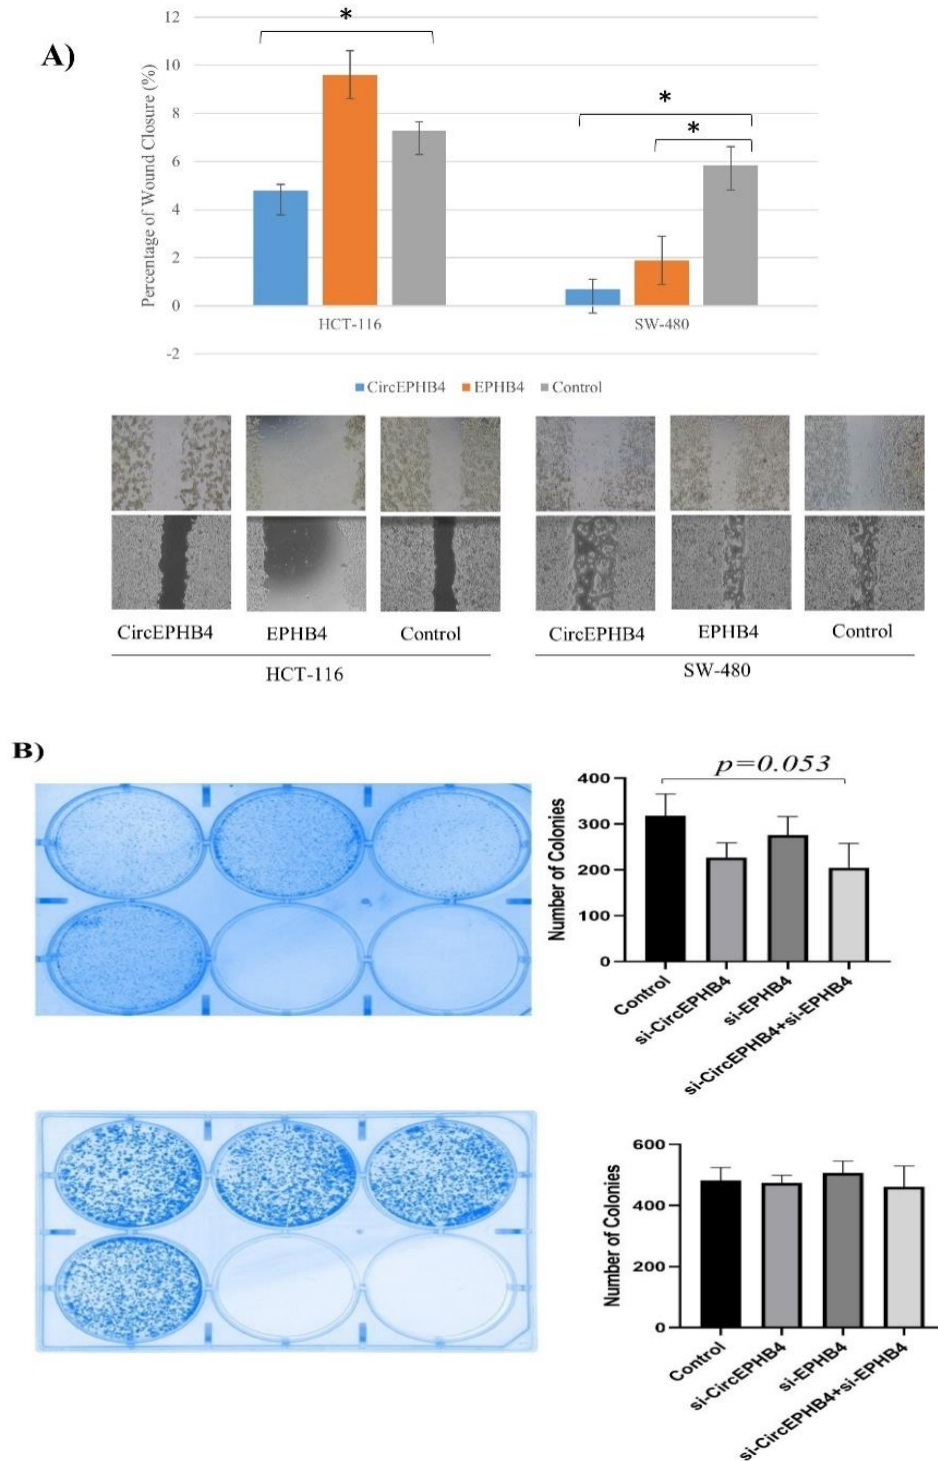 A)
Percentage of Wound Closure (%)
12
10
8
6
4
2
0
-2
*
*
*
HCT-116 SW-480
CircEPHB4 EPHB4 Control
CircEPHB4 EPHB4 Control CircEPHB4 EPHB4 Control
HCT-116 SW-480
B)
p=0.053
Number of Colonies
400
300
200
100
0
Control
si-CircEPHB4
si-EPHB4
si-CircEPHB4+si-EPHB4
Number of Colonies
600
400
200
0
Control
si-CircEPHB4
si-EPHB4
si-CircEPHB4+si-EPHB4